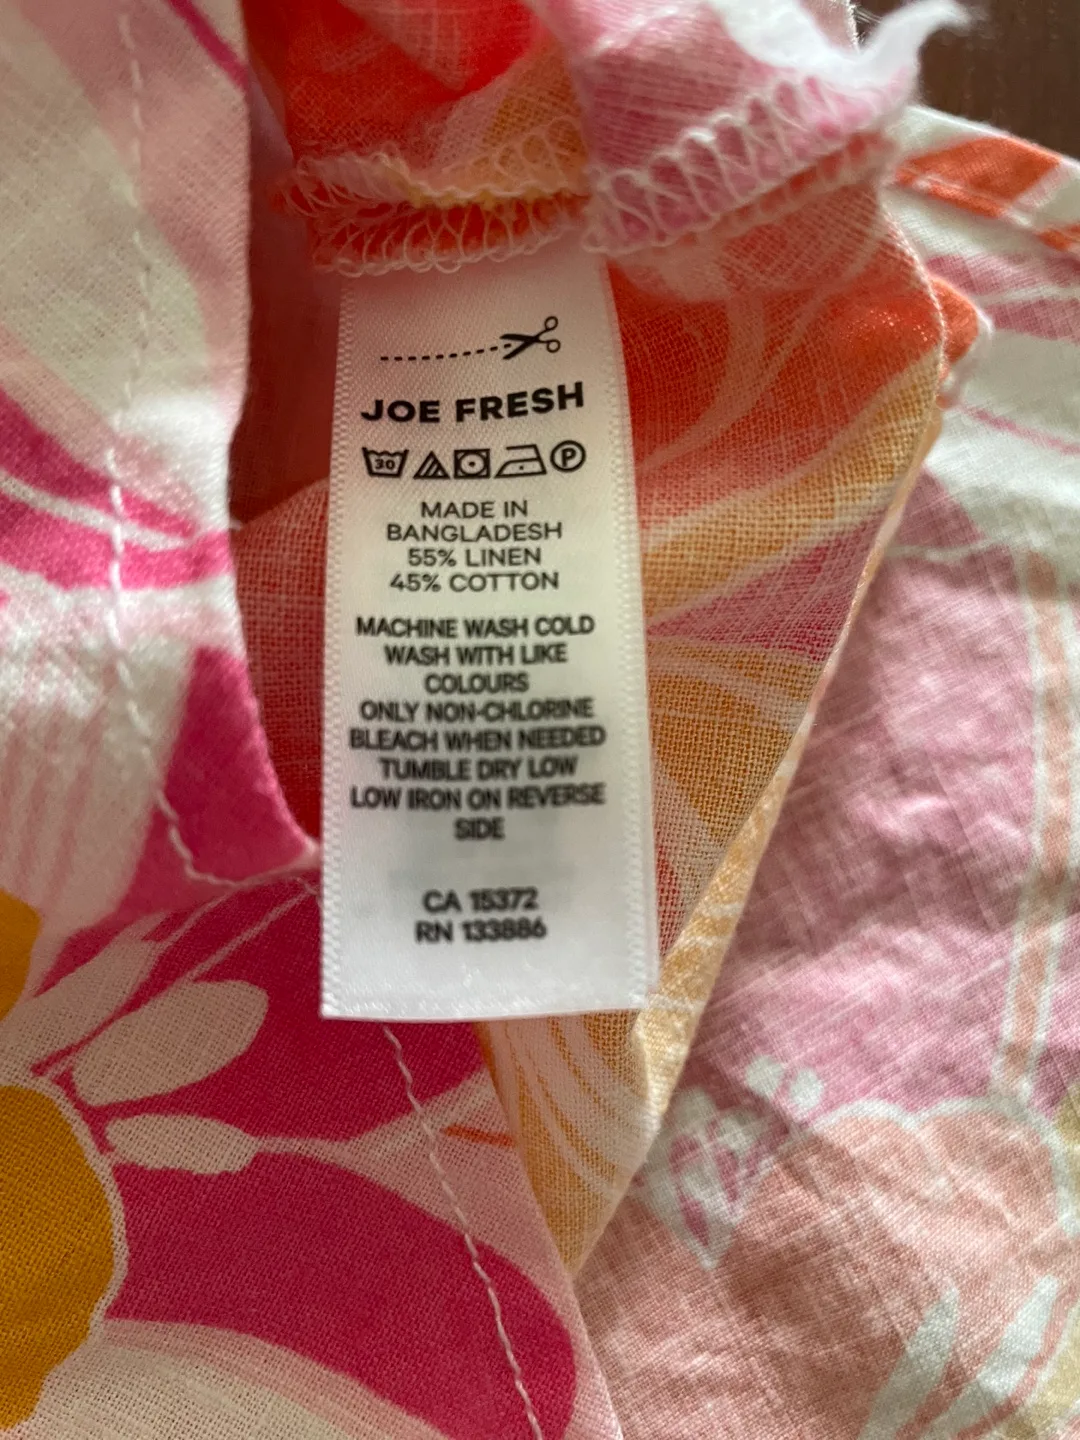 JOE FRESH
30 P
MADE IN
BANGLADESH
55% LINEN
45% COTTON
MACHINE WASH COLD
WASH WITH LIKE
COLOURS
ONLY NON-CHLORINE
BLEACH WHEN NEEDED
TUMBLE DRY LOW
LOW IRON ON REVERSE
SIDE
CA 15372
RN 133886